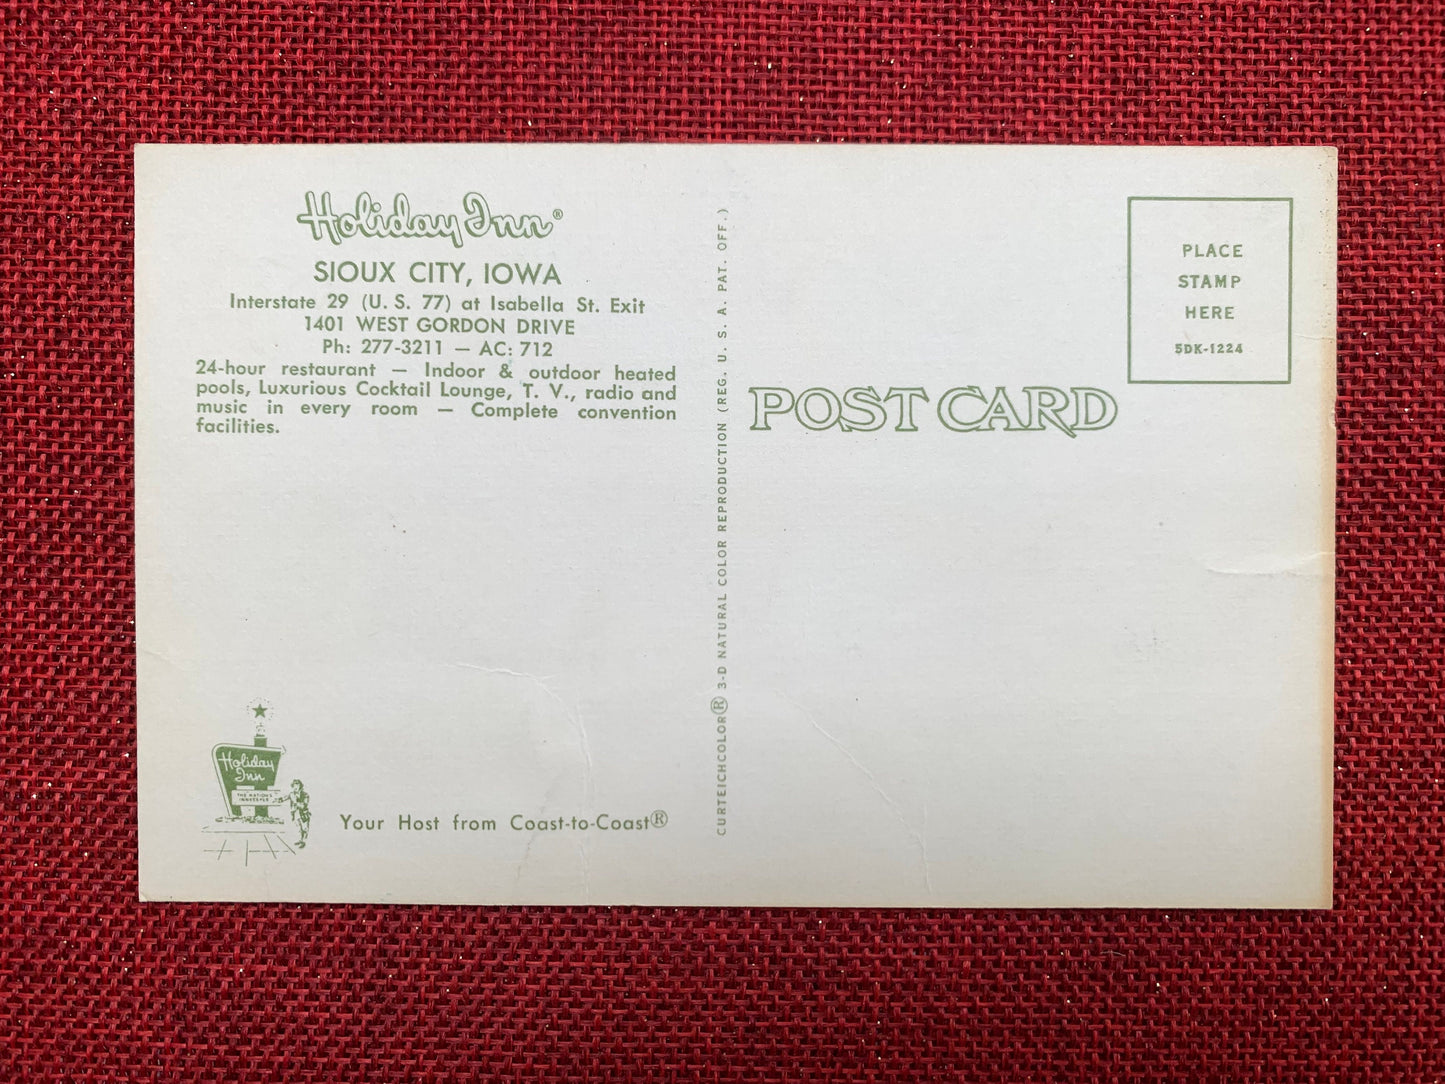 Holiday Inn®
SIOUX CITY, IOWA
Interstate 29 (U. S. 77) at Isabella St. Exit
1401 WEST GORDON DRIVE
Ph: 277-3211 — AC: 712
24-hour restaurant — Indoor & outdoor heated
pools, Luxurious Cocktail Lounge, T. V., radio and
music in every room — Complete convention
facilities.
Holiday
Inn
THE NATION'S
INNKEEPER
Your Host from Coast-to-Coast®
CURTEICHCOLOR® 3-D NATURAL COLOR REPRODUCTION (REG. U. S. A. PAT. OFF.)
POST CARD
PLACE
STAMP
HERE
5DK-1224